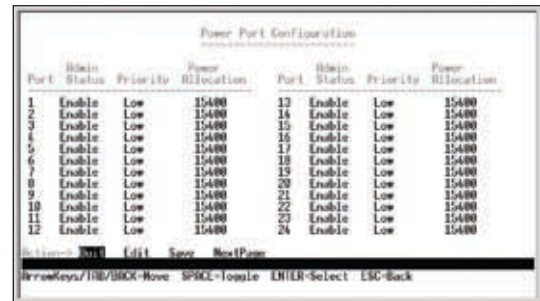 Power Port Configuration
Admin Power Admin Power
Port Status Priority Allocation Port Status Priority Allocation
1 Enable Low 15400 13 Enable Low 15400
2 Enable Low 15400 14 Enable Low 15400
3 Enable Low 15400 15 Enable Low 15400
4 Enable Low 15400 16 Enable Low 15400
5 Enable Low 15400 17 Enable Low 15400
6 Enable Low 15400 18 Enable Low 15400
7 Enable Low 15400 19 Enable Low 15400
8 Enable Low 15400 20 Enable Low 15400
9 Enable Low 15400 21 Enable Low 15400
10 Enable Low 15400 22 Enable Low 15400
11 Enable Low 15400 23 Enable Low 15400
12 Enable Low 15400 24 Enable Low 15400
Action-> Quit Edit Save NextPage
ArrowKeys/TAB/BACK-Move SPACE-Toggle ENTER-Select ESC-Back